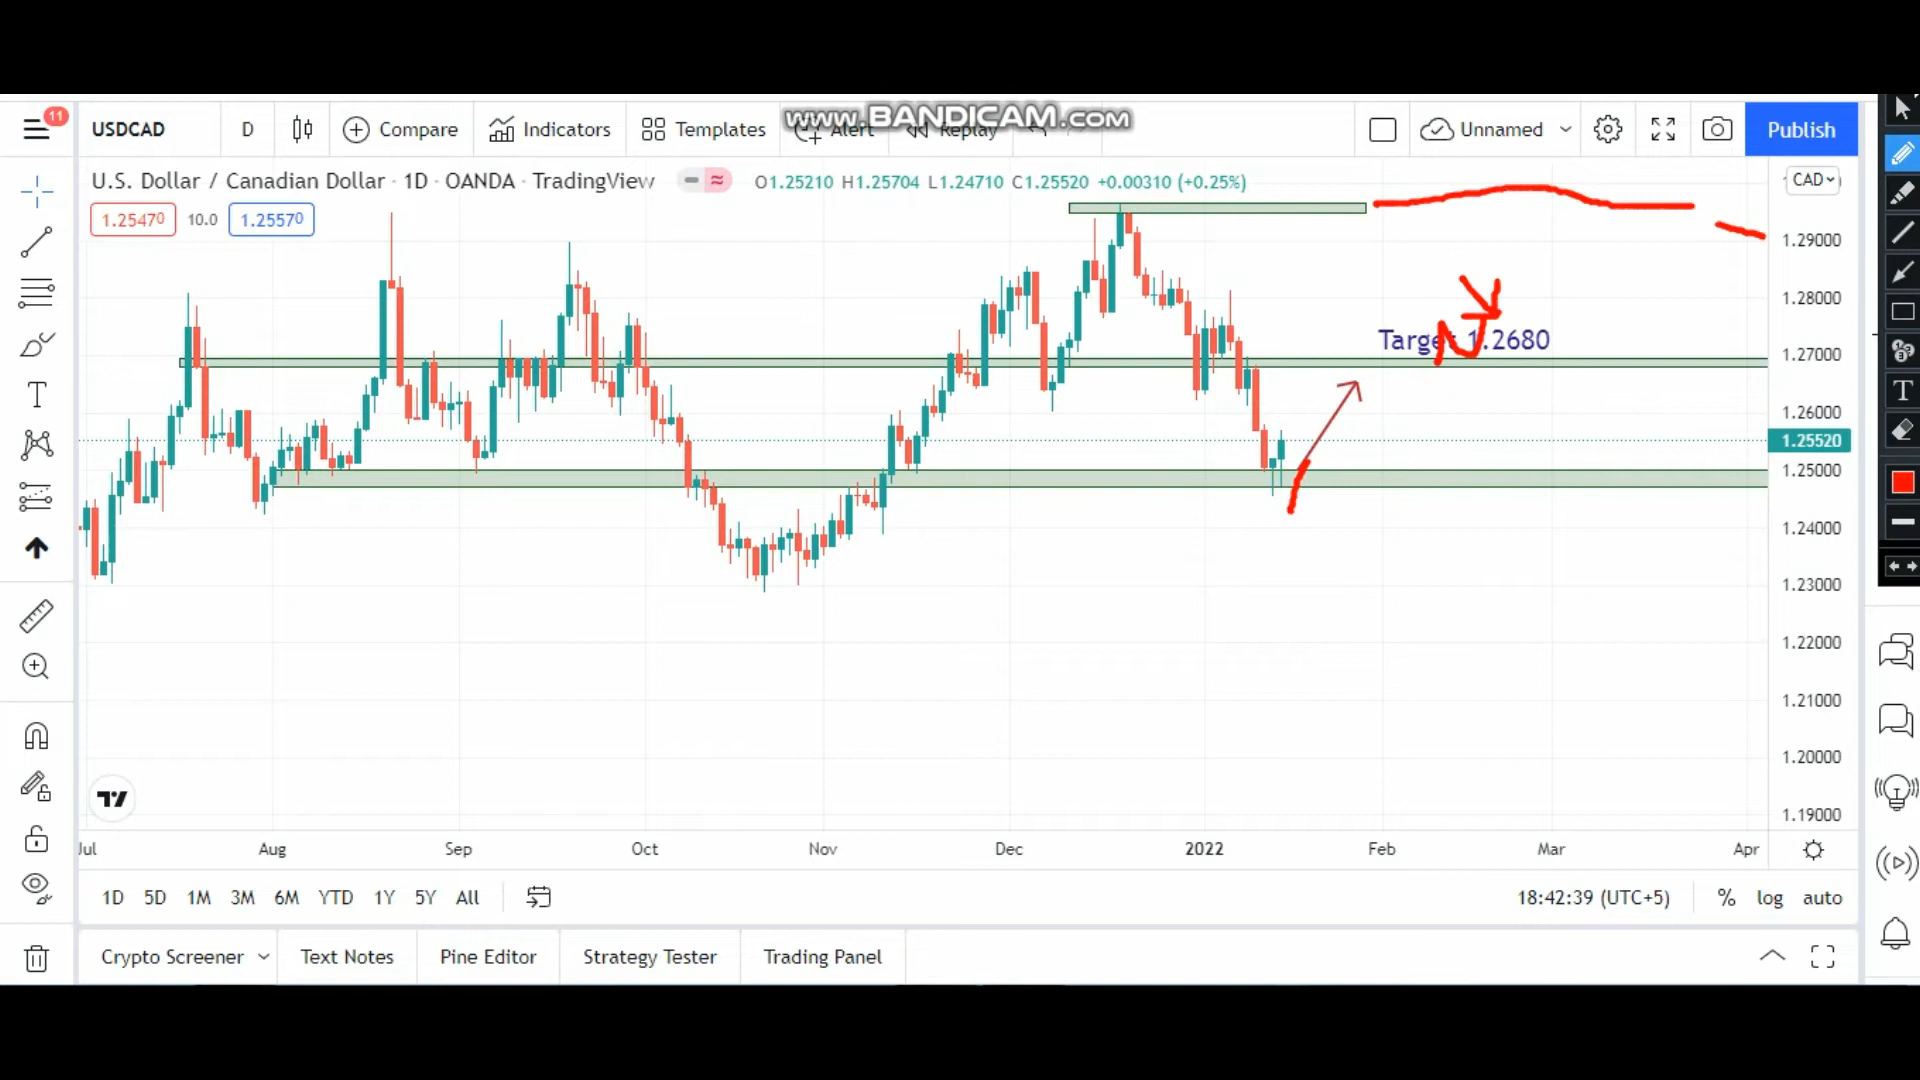 www.BANDICAM.com
11
USDCAD D Compare Indicators Templates Alert Replay Unnamed Publish
U.S. Dollar / Canadian Dollar · 1D · OANDA · TradingView O1.25210 H1.25704 L1.24710 C1.25520 +0.00310 (+0.25%) CAD
1.25470 10.0 1.25570
1.29000
1.28000
Target 1.2680
1.27000
1.26000
1.25520
1.25000
1.24000
1.23000
1.22000
1.21000
1.20000
1.19000
Jul Aug Sep Oct Nov Dec 2022 Feb Mar Apr
1D 5D 1M 3M 6M YTD 1Y 5Y All 18:42:39 (UTC+5) % log auto
Crypto Screener Text Notes Pine Editor Strategy Tester Trading Panel